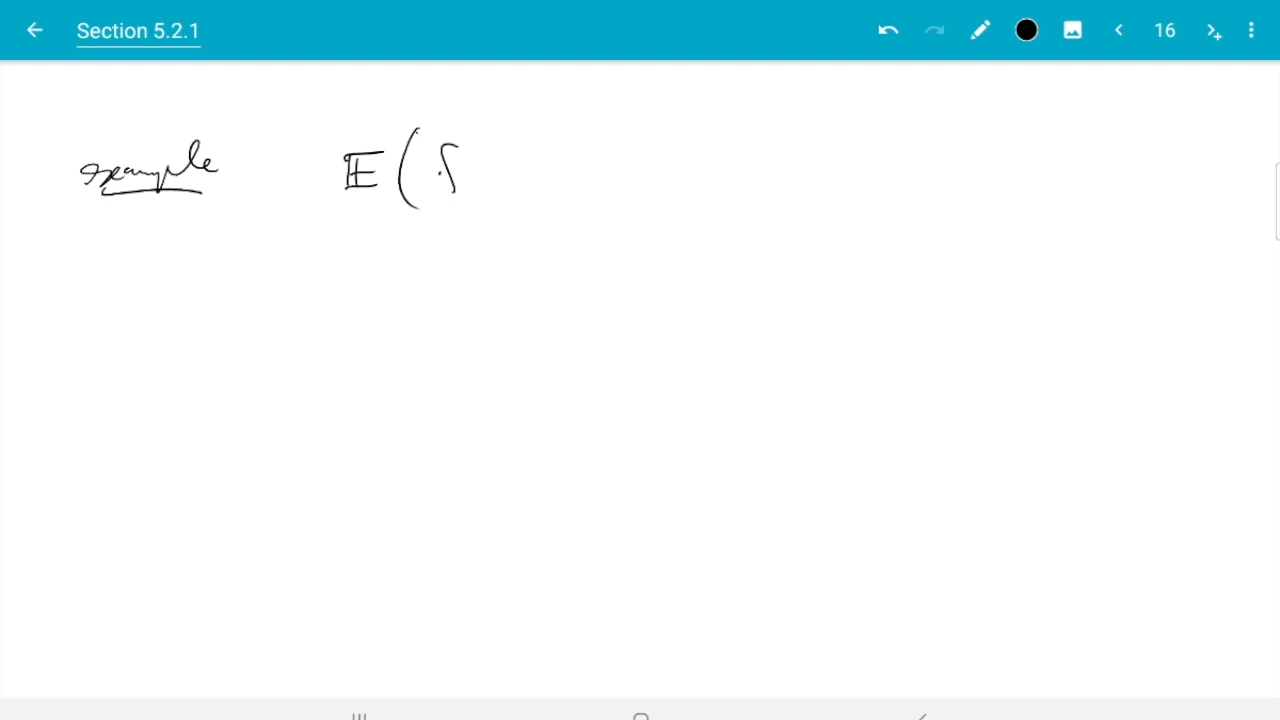 Section 5.2.1
16
example 𝔼 (